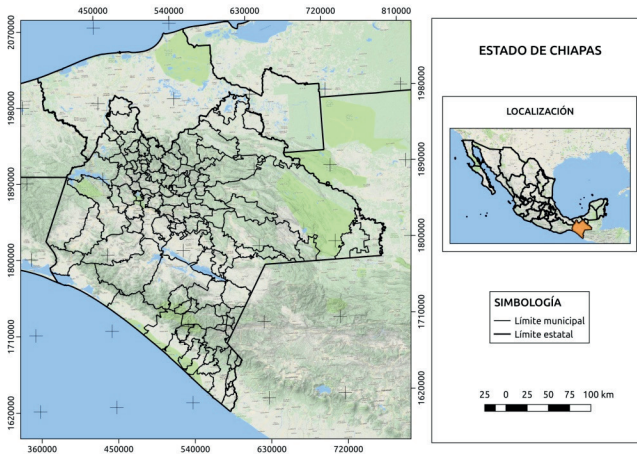 450000 540000 630000 720000 810000
2070000
1980000
1890000
1800000
1710000
1620000
1980000
1890000
1800000
1710000
1620000
360000 450000 540000 630000 720000
ESTADO DE CHIAPAS
LOCALIZACIÓN
SIMBOLOGÍA
Límite municipal
Límite estatal
25 0 25 50 75 100 km